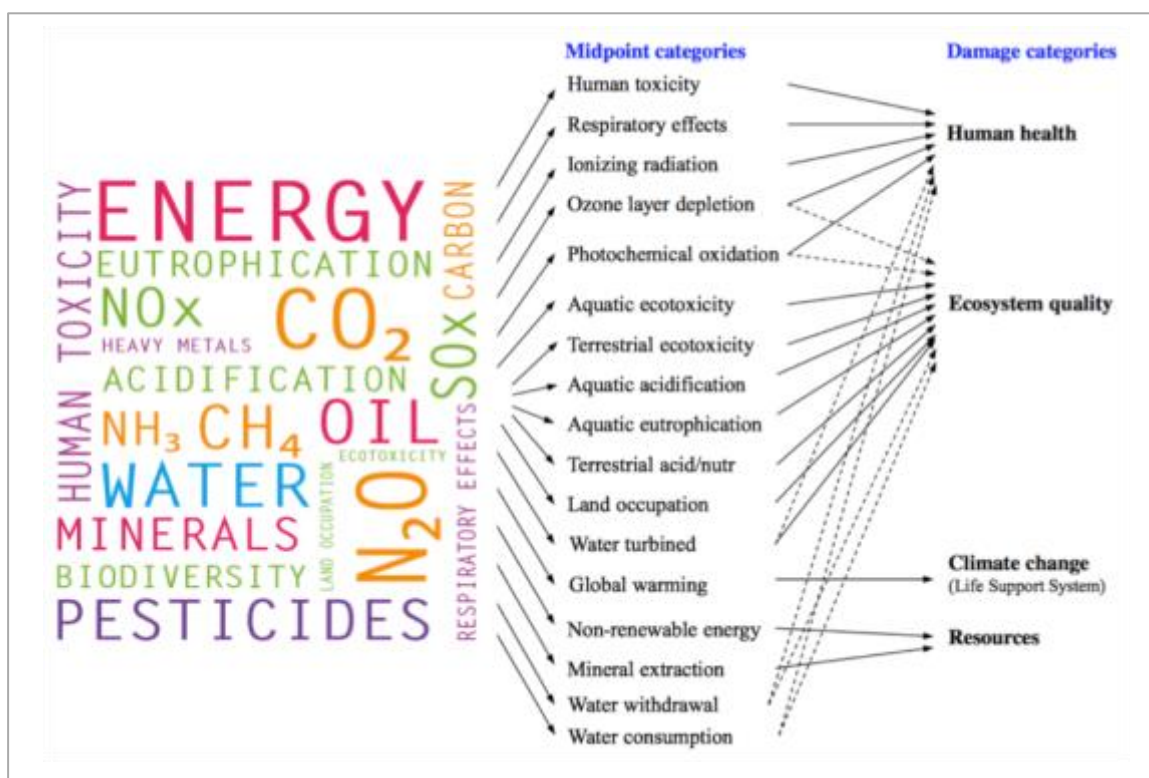 HUMAN TOXICITY
ENERGY
EUTROPHICATION
NOx
CO₂
HEAVY METALS
ACIDIFICATION
SOX CARBON
NH₃ CH₄ OIL
ECOTOXICITY
WATER
LAND OCCUPATION
N₂O
RESPIRATORY EFFECTS
MINERALS
BIODIVERSITY
PESTICIDES
Midpoint categories
Human toxicity
Respiratory effects
Ionizing radiation
Ozone layer depletion
Photochemical oxidation
Aquatic ecotoxicity
Terrestrial ecotoxicity
Aquatic acidification
Aquatic eutrophication
Terrestrial acid/nutr
Land occupation
Water turbined
Global warming
Non-renewable energy
Mineral extraction
Water withdrawal
Water consumption
Damage categories
Human health
Ecosystem quality
Climate change
(Life Support System)
Resources